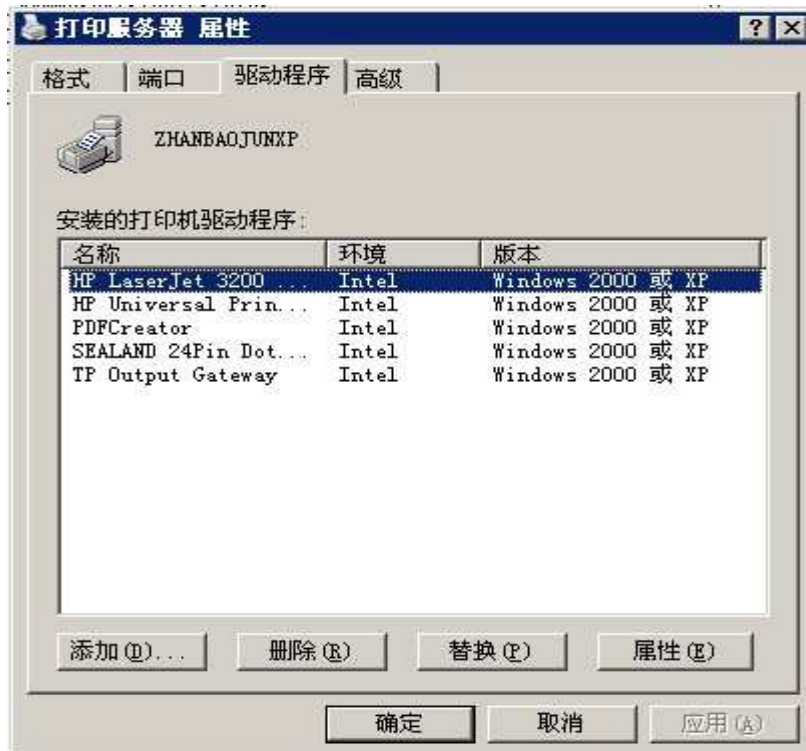 打印服务器 属性
格式 端口 驱动程序 高级
ZHANBAOJUNXP
安装的打印机驱动程序:
名称 环境 版本
HP LaserJet 3200 ... Intel Windows 2000 或 XP
HP Universal Prin... Intel Windows 2000 或 XP
PDFCreator Intel Windows 2000 或 XP
SEALAND 24Pin Dot... Intel Windows 2000 或 XP
TP Output Gateway Intel Windows 2000 或 XP
添加(D)... 删除(R) 替换(P) 属性(E)
确定 取消 应用(A)